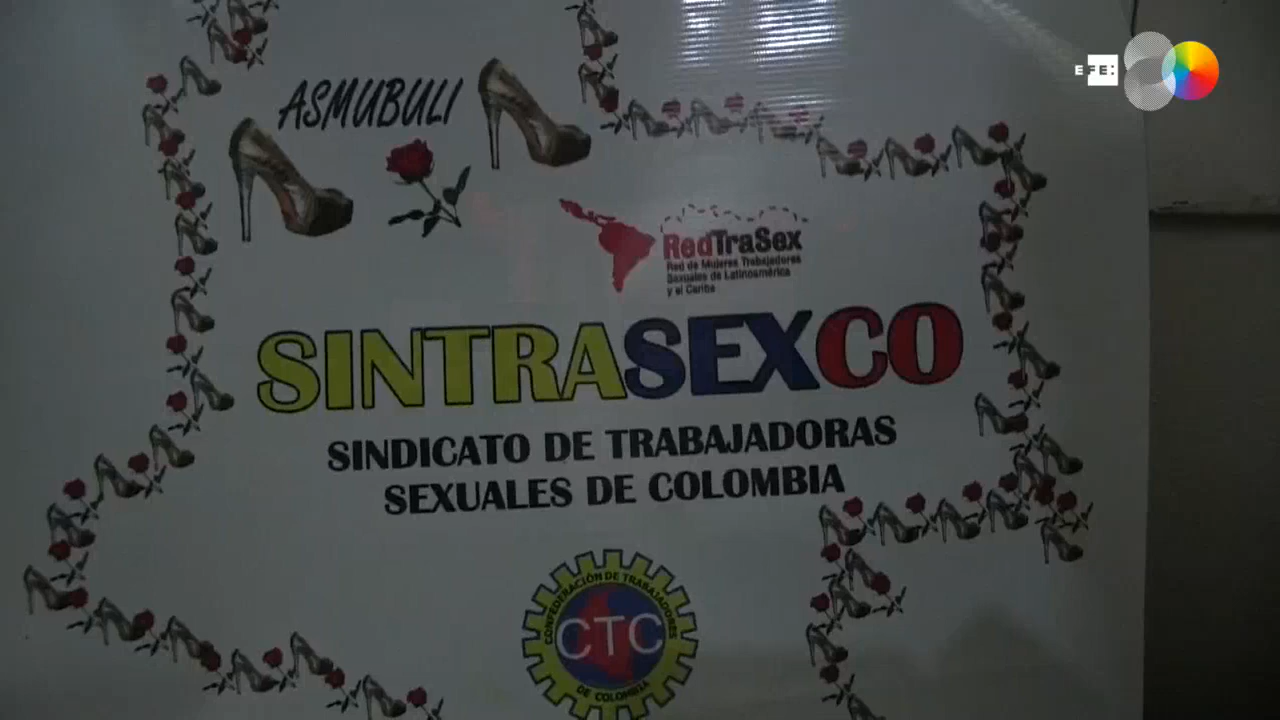 EFE:
ASMUBULI
RedTraSex
Red de Mujeres Trabajadoras
Sexuales de Latinoamérica
y el Caribe
SINTRASEXCO
SINDICATO DE TRABAJADORAS
SEXUALES DE COLOMBIA
CONFEDERACIÓN DE TRABAJADORES
CTC
DE COLOMBIA